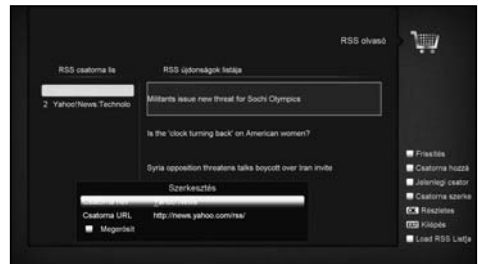 RSS olvasó
RSS csatorna lis
RSS újdonságok listája
2 Yahoo!News:Technolo
Militants issue new threat for Sochi Olympics
Is the 'clock turning back' on American women?
Syria opposition threatens talks boycott over Iran invite
Szerkesztés
Csatorna URL http://news.yahoo.com/rss/
Megerősít
Frissítés
Csatorna hozzá
Jelenlegi csator
Csatorna szerke
OK Részletes
EXIT Kilépés
Load RSS Listja